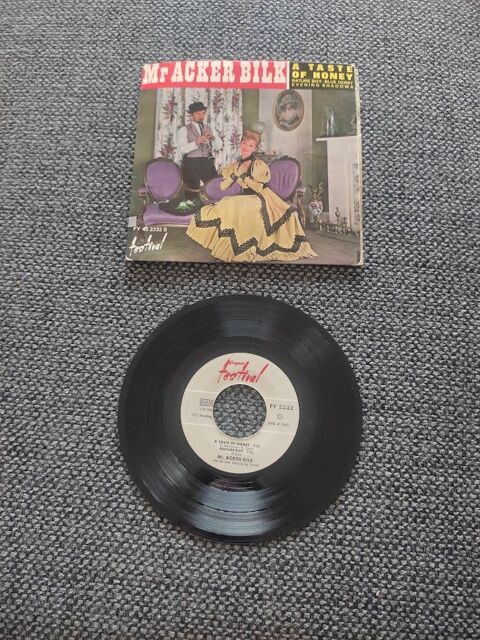 Mr ACKER BILK
A TASTE
OF HONEY
NATURE BOY · BLUE DERBY
EVENING SHADOWS
FY 45 2332 S
festival
festival
FY 2332
A TASTE OF HONEY
NATURE BOY
Mr. ACKER BILK